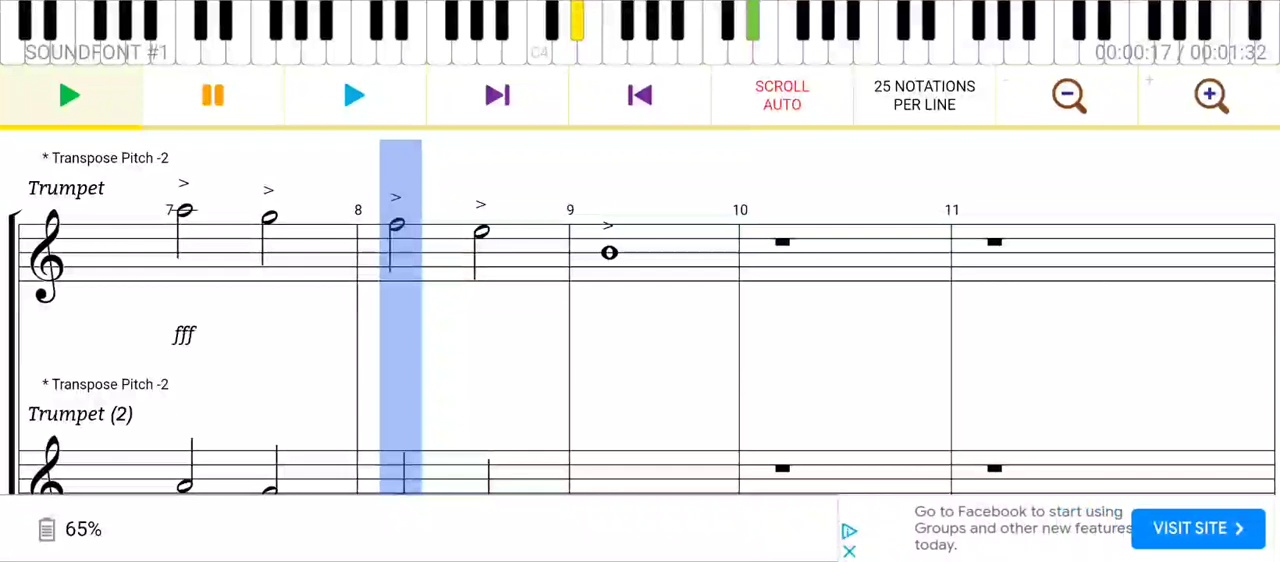 C4
SOUNDFONT #1
00:00:17 / 00:01:32
SCROLL
AUTO
25 NOTATIONS
PER LINE
* Transpose Pitch -2
Trumpet
7
8
9
10
11
fff
* Transpose Pitch -2
Trumpet (2)
65%
Go to Facebook to start using
Groups and other new features
today.
VISIT SITE